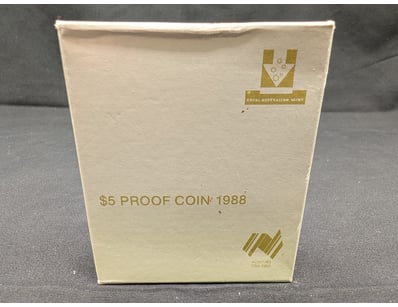 ROYAL AUSTRALIAN MINT
$5 PROOF COIN 1988